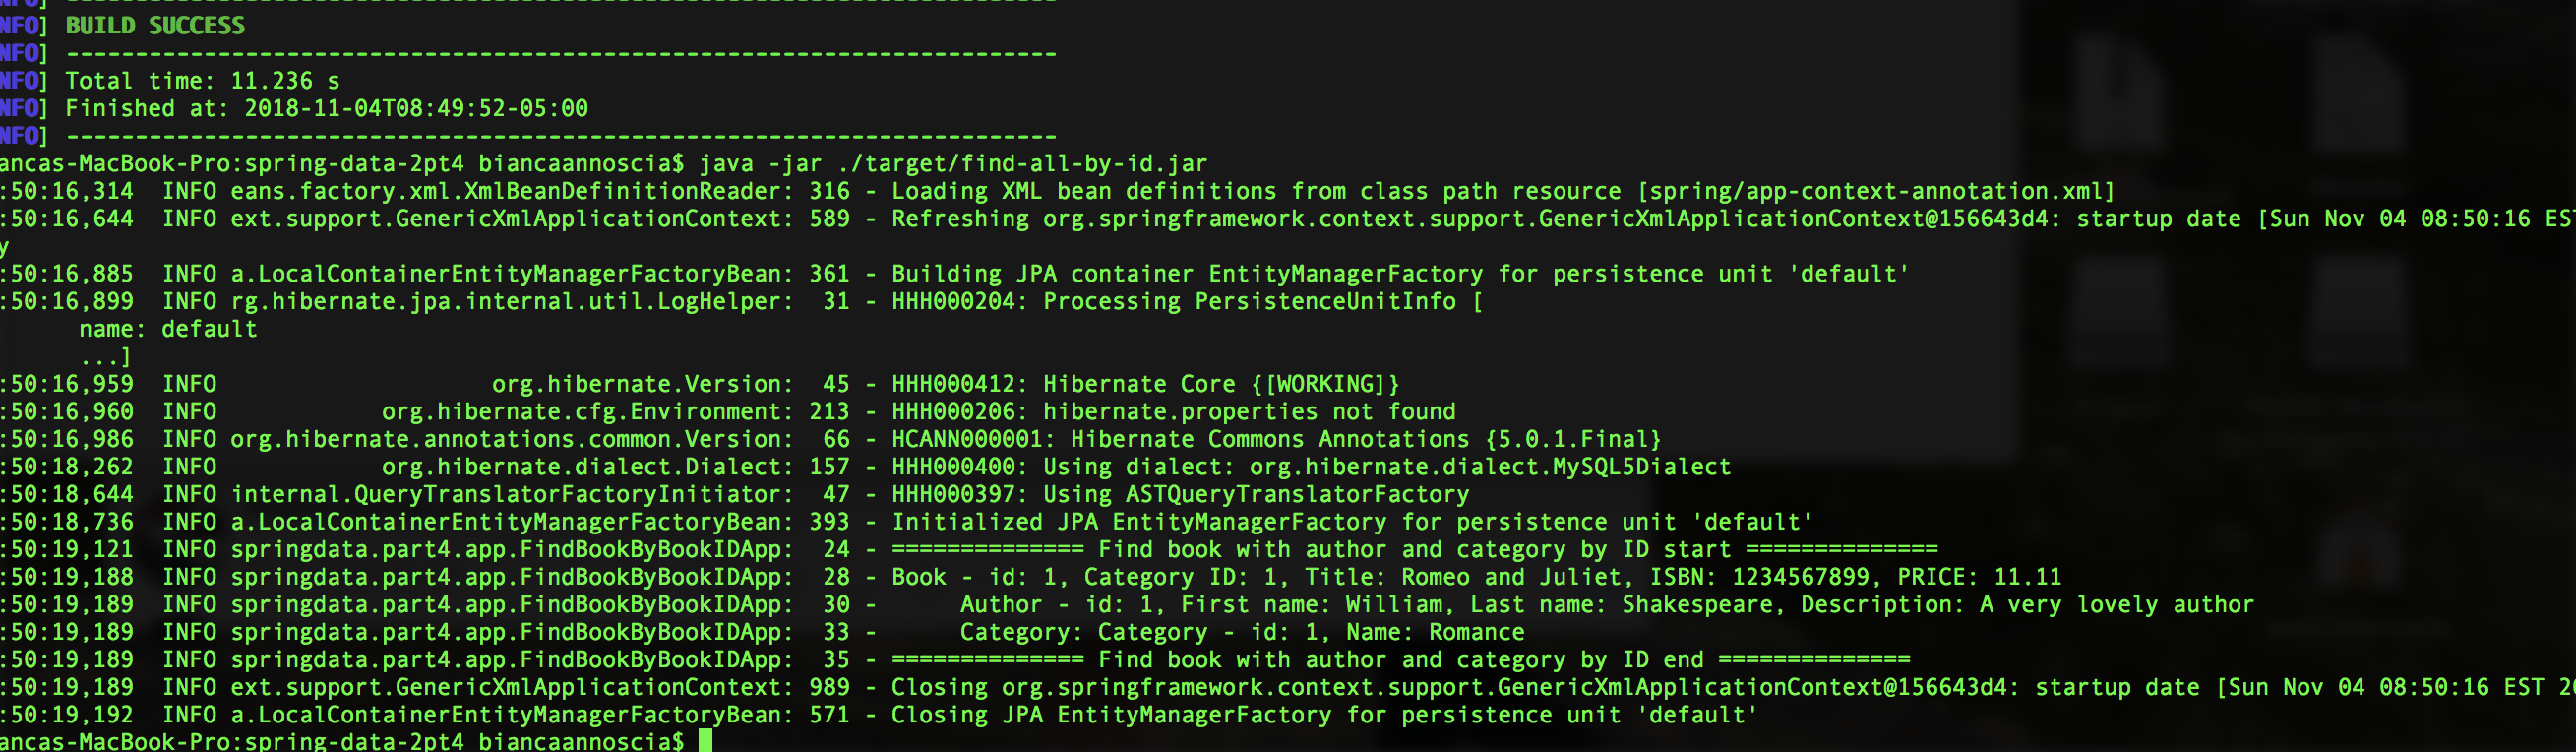 NFO] ------------------------------------------------------------------------
NFO] BUILD SUCCESS
NFO] ------------------------------------------------------------------------
NFO] Total time: 11.236 s
NFO] Finished at: 2018-11-04T08:49:52-05:00
NFO] ------------------------------------------------------------------------
ancas-MacBook-Pro:spring-data-2pt4 biancaannoscia$ java -jar ./target/find-all-by-id.jar
:50:16,314  INFO eans.factory.xml.XmlBeanDefinitionReader: 316 - Loading XML bean definitions from class path resource [spring/app-context-annotation.xml]
:50:16,644  INFO ext.support.GenericXmlApplicationContext: 589 - Refreshing org.springframework.context.support.GenericXmlApplicationContext@156643d4: startup date [Sun Nov 04 08:50:16 EST
y
:50:16,885  INFO a.LocalContainerEntityManagerFactoryBean: 361 - Building JPA container EntityManagerFactory for persistence unit 'default'
:50:16,899  INFO rg.hibernate.jpa.internal.util.LogHelper:  31 - HHH000204: Processing PersistenceUnitInfo [
name: default
...]
:50:16,959  INFO                    org.hibernate.Version:  45 - HHH000412: Hibernate Core {[WORKING]}
:50:16,960  INFO            org.hibernate.cfg.Environment: 213 - HHH000206: hibernate.properties not found
:50:16,986  INFO org.hibernate.annotations.common.Version:  66 - HCANN000001: Hibernate Commons Annotations {5.0.1.Final}
:50:18,262  INFO            org.hibernate.dialect.Dialect: 157 - HHH000400: Using dialect: org.hibernate.dialect.MySQL5Dialect
:50:18,644  INFO internal.QueryTranslatorFactoryInitiator:  47 - HHH000397: Using ASTQueryTranslatorFactory
:50:18,736  INFO a.LocalContainerEntityManagerFactoryBean: 393 - Initialized JPA EntityManagerFactory for persistence unit 'default'
:50:19,121  INFO springdata.part4.app.FindBookByBookIDApp:  24 - ============== Find book with author and category by ID start ==============
:50:19,188  INFO springdata.part4.app.FindBookByBookIDApp:  28 - Book - id: 1, Category ID: 1, Title: Romeo and Juliet, ISBN: 1234567899, PRICE: 11.11
:50:19,189  INFO springdata.part4.app.FindBookByBookIDApp:  30 -      Author - id: 1, First name: William, Last name: Shakespeare, Description: A very lovely author
:50:19,189  INFO springdata.part4.app.FindBookByBookIDApp:  33 -      Category: Category - id: 1, Name: Romance
:50:19,189  INFO springdata.part4.app.FindBookByBookIDApp:  35 - ============== Find book with author and category by ID end ==============
:50:19,189  INFO ext.support.GenericXmlApplicationContext: 989 - Closing org.springframework.context.support.GenericXmlApplicationContext@156643d4: startup date [Sun Nov 04 08:50:16 EST 20
:50:19,192  INFO a.LocalContainerEntityManagerFactoryBean: 571 - Closing JPA EntityManagerFactory for persistence unit 'default'
ancas-MacBook-Pro:spring-data-2pt4 biancaannoscia$